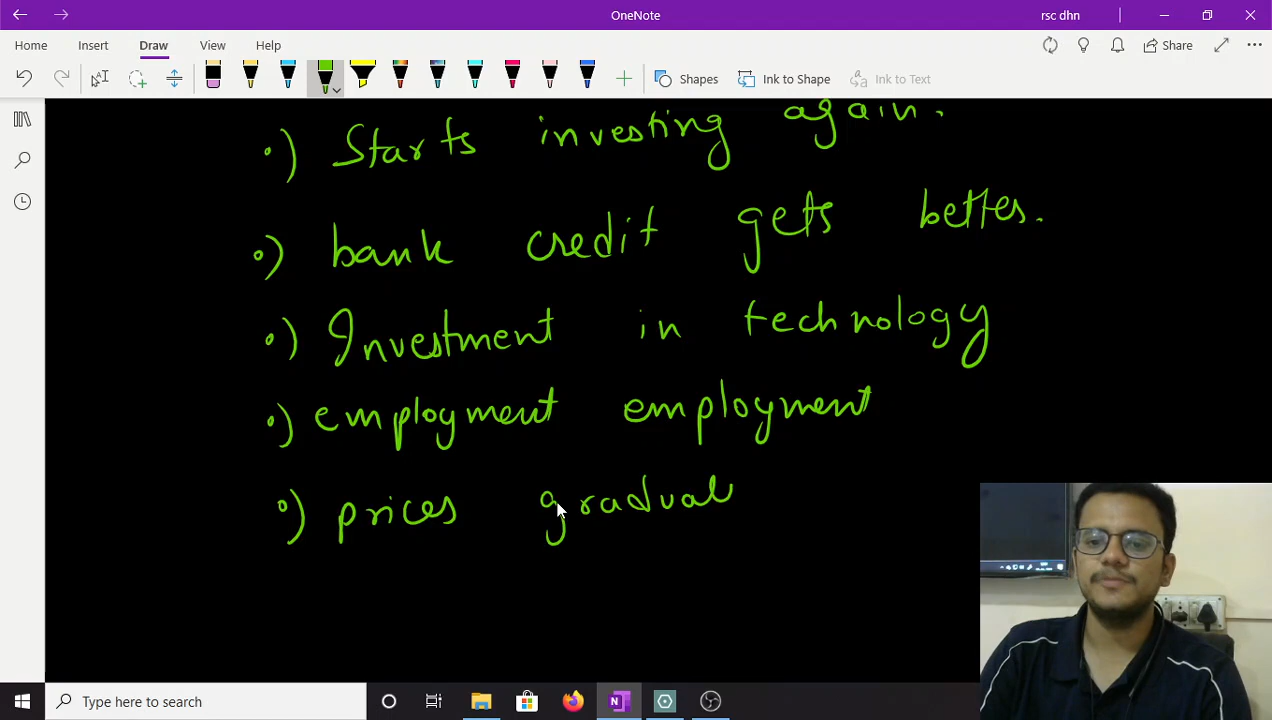 OneNote
rsc dhn
Home Insert Draw View Help
Share
Shapes Ink to Shape Ink to Text
•) Starts investing again.
•) bank credit gets better.
•) Investment in technology
•) employment employment
•) prices gradual
Type here to search